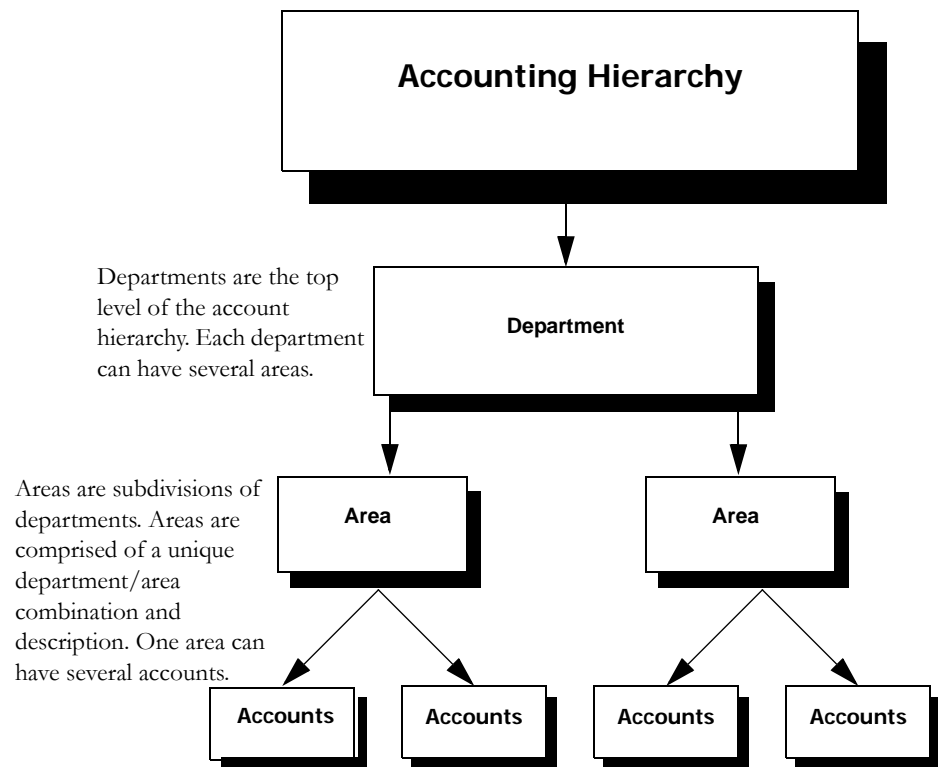 Accounting Hierarchy
Departments are the top
level of the account
hierarchy. Each department
can have several areas.
Department
Areas are subdivisions of
departments. Areas are
comprised of a unique
department/area
combination and
description. One area can
have several accounts.
Area
Area
Accounts
Accounts
Accounts
Accounts